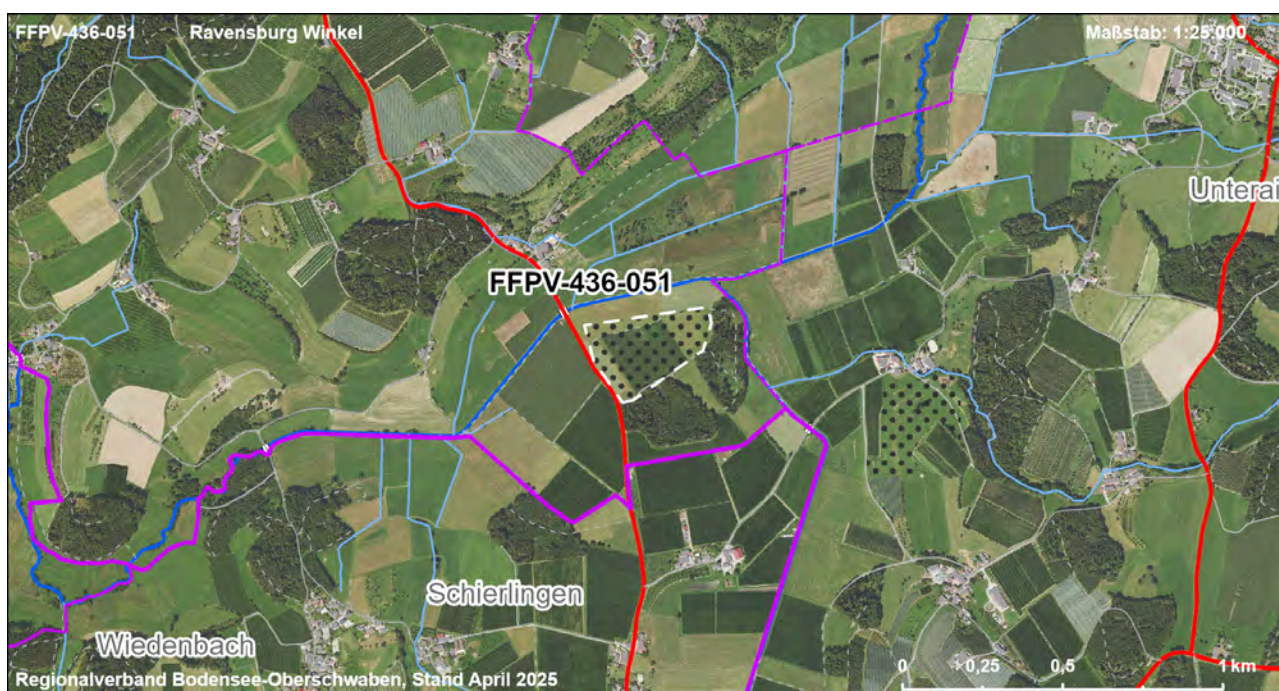 FFPV-436-051 Ravensburg Winkel Maßstab: 1:25.000
Unterai
FFPV-436-051
Schierlingen
Wiedenbach
0 0,25 0,5 1 km
Regionalverband Bodensee-Oberschwaben, Stand April 2025